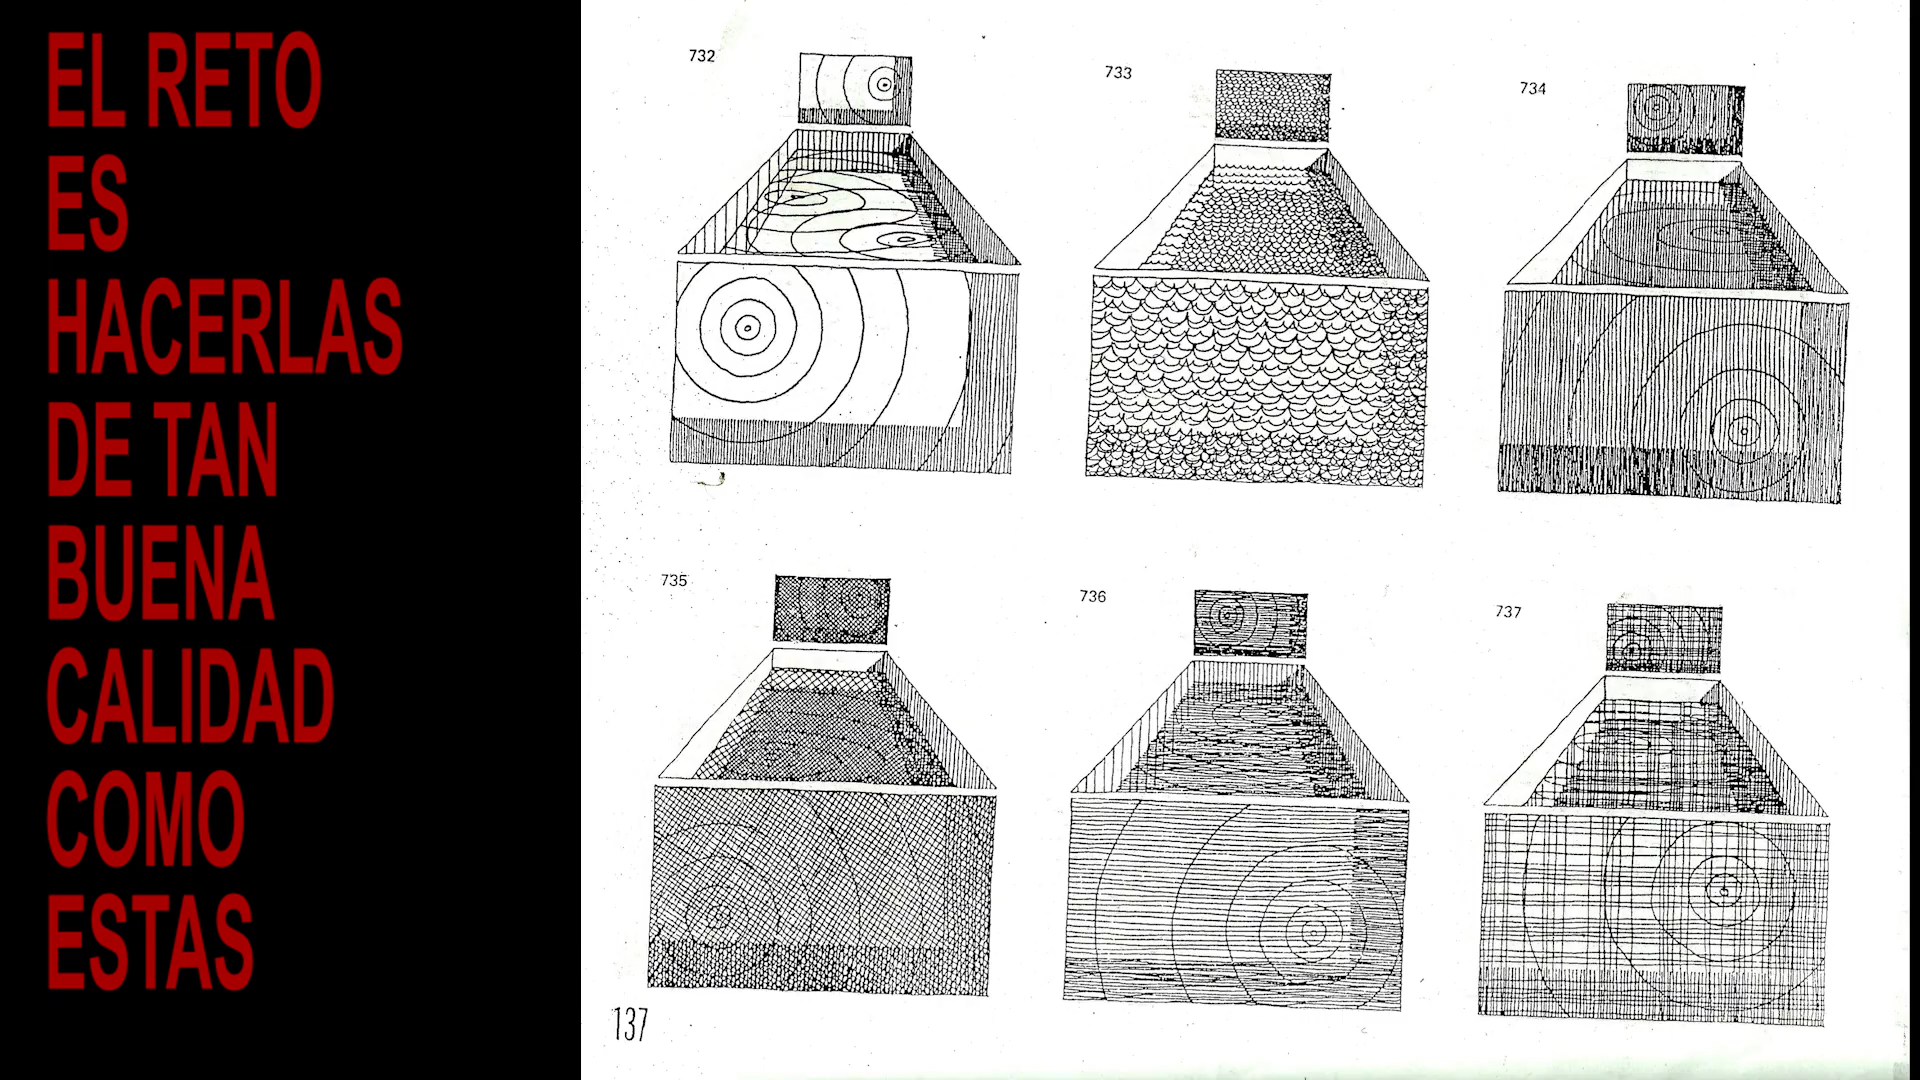 EL RETO
ES
HACERLAS
DE TAN
BUENA
CALIDAD
COMO
ESTAS
732
733
734
735
736
737
137